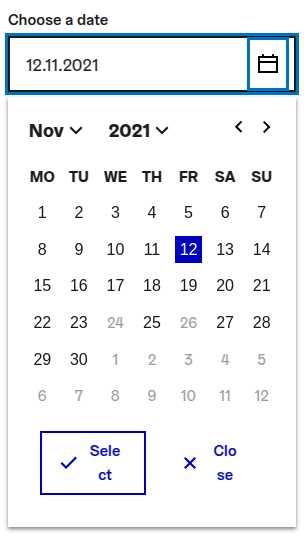 Choose a date
12.11.2021
Nov 2021
MO TU WE TH FR SA SU
1 2 3 4 5 6 7
8 9 10 11 12 13 14
15 16 17 18 19 20 21
22 23 24 25 26 27 28
29 30 1 2 3 4 5
6 7 8 9 10 11 12
Sele Clo
ct se